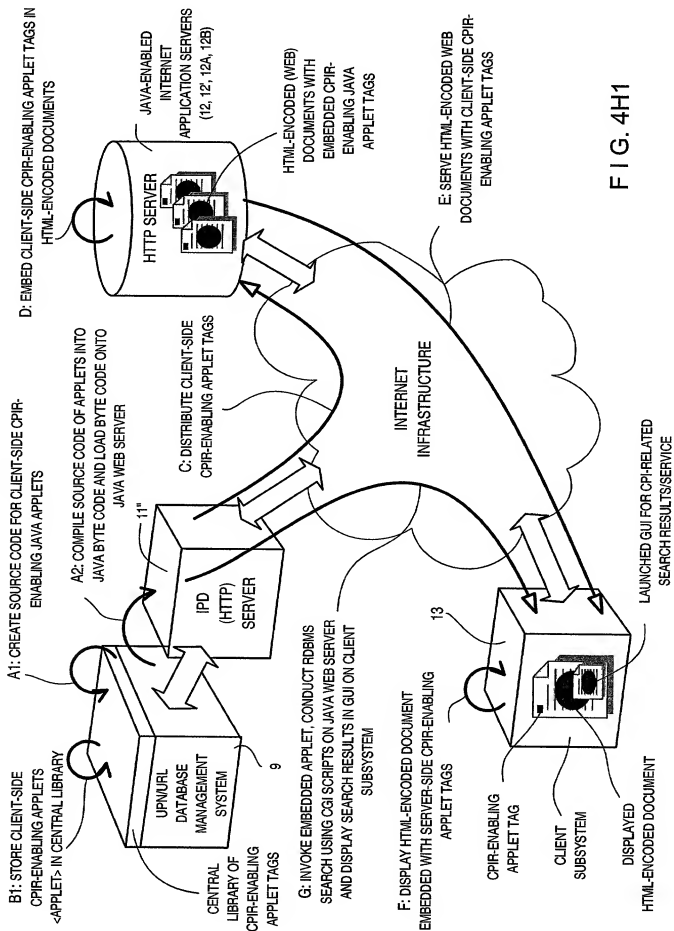 B1: STORE CLIENT-SIDE
CPIR-ENABLING APPLETS
<APPLET> IN CENTRAL LIBRARY
A1: CREATE SOURCE CODE FOR CLIENT-SIDE CPIR-
ENABLING JAVA APPLETS
A2: COMPILE SOURCE CODE OF APPLETS INTO
JAVA BYTE CODE AND LOAD BYTE CODE ONTO
JAVA WEB SERVER
D: EMBED CLIENT-SIDE CPIR-ENABLING APPLET TAGS IN
HTML-ENCODED DOCUMENTS
UPN/URL
DATABASE
MANAGEMENT
SYSTEM
9
CENTRAL
LIBRARY OF
CPIR-ENABLING
APPLET TAGS
11"
IPD
(HTTP)
SERVER
C: DISTRIBUTE CLIENT-SIDE
CPIR-ENABLING APPLET TAGS
HTTP SERVER
JAVA-ENABLED
INTERNET
APPLICATION SERVERS
(12, 12', 12A, 12B)
HTML-ENCODED (WEB)
DOCUMENTS WITH
EMBEDDED CPIR-
ENABLING JAVA
APPLET TAGS
G: INVOKE EMBEDDED APPLET, CONDUCT RDBMS
SEARCH USING CGI SCRIPTS ON JAVA WEB SERVER
AND DISPLAY SEARCH RESULTS IN GUI ON CLIENT
SUBSYSTEM
INTERNET
INFRASTRUCTURE
E: SERVE HTML-ENCODED WEB
DOCUMENTS WITH CLIENT-SIDE CPIR-
ENABLING APPLET TAGS
F: DISPLAY HTML-ENCODED DOCUMENT
EMBEDDED WITH SERVER-SIDE CPIR-ENABLING
APPLET TAGS
13
CPIR-ENABLING
APPLET TAG
CLIENT
SUBSYSTEM
DISPLAYED
HTML-ENCODED DOCUMENT
LAUNCHED GUI FOR CPI-RELATED
SEARCH RESULTS/SERVICE
FIG. 4H1